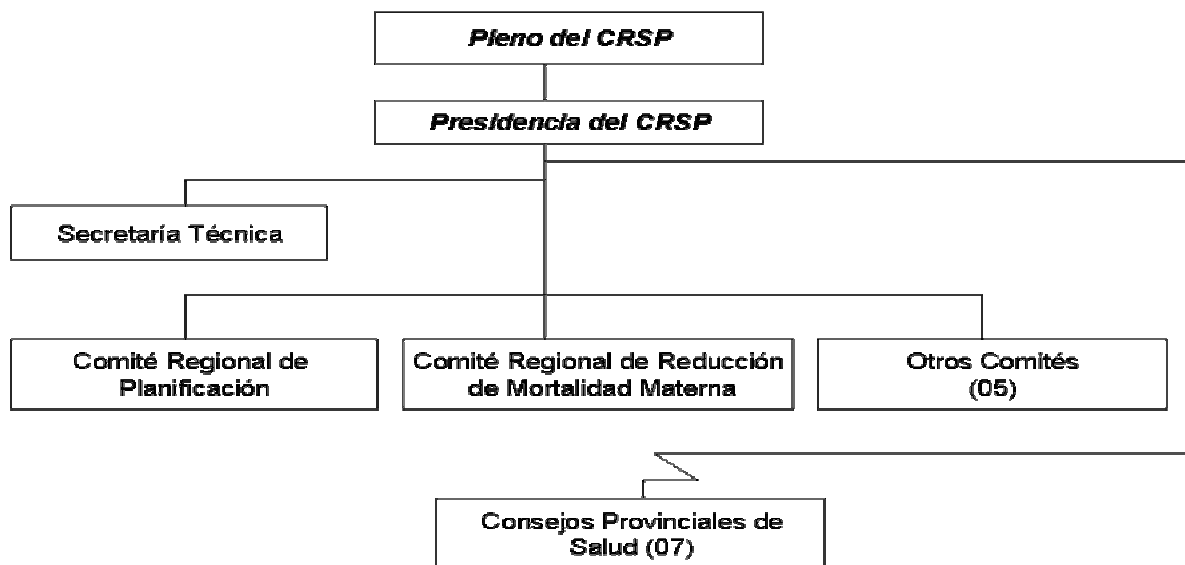 Pleno del CRSP
Presidencia del CRSP
Secretaría Técnica
Comité Regional de
Planificación
Comité Regional de Reducción
de Mortalidad Materna
Otros Comités
(05)
Consejos Provinciales de
Salud (07)